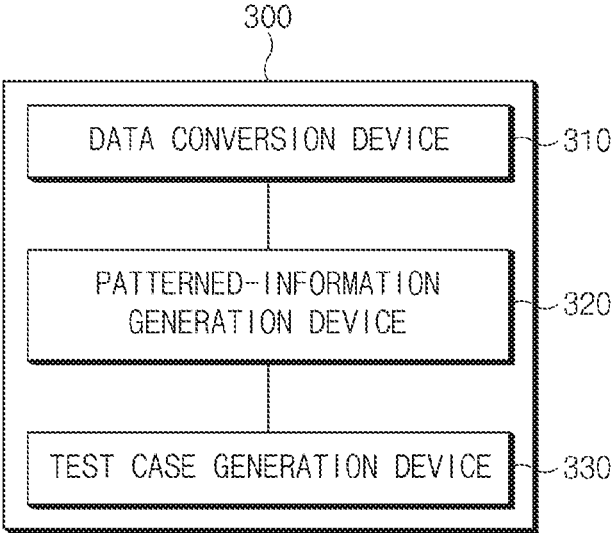 300
DATA CONVERSION DEVICE
310
PATTERNED-INFORMATION
GENERATION DEVICE
320
TEST CASE GENERATION DEVICE
330